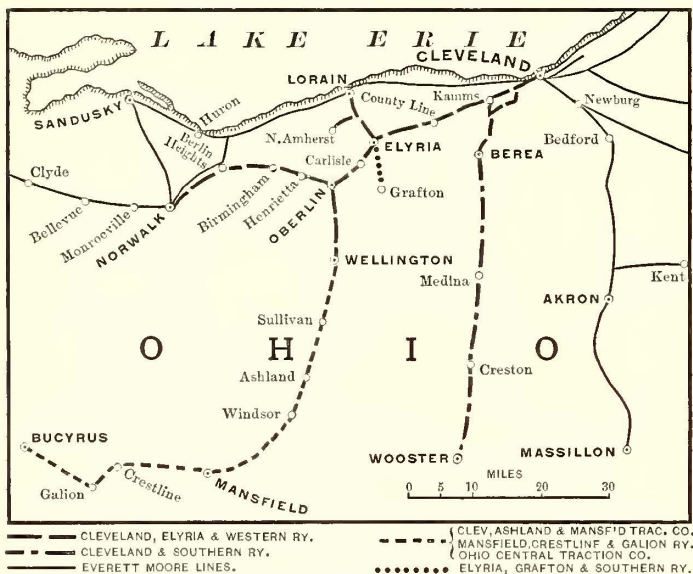 LAKE ERIE
CLEVELAND
LORAIN
County Line
Kamms
Newburg
SANDUSKY
Huron
Berlin Heights
N. Amherst
ELYRIA
BEREA
Bedford
Clyde
Carlisle
Grafton
Bellevue
Monroeville
NORWALK
Birmingham
Henrietta
OBERLIN
WELLINGTON
Medina
Kent
AKRON
Sullivan
OHIO
Ashland
Creston
Windsor
BUCYRUS
WOOSTER
MASSILLON
Galion
Crestline
MANSFIELD
MILES
0 5 10 20 30
CLEVELAND, ELYRIA & WESTERN RY.
CLEVELAND & SOUTHERN RY.
EVERETT MOORE LINES.
CLEV, ASHLAND & MANSF'D TRAC. CO.
MANSFIELD, CRESTLINE & GALION RY.
OHIO CENTRAL TRACTION CO.
ELYRIA, GRAFTON & SOUTHERN RY.